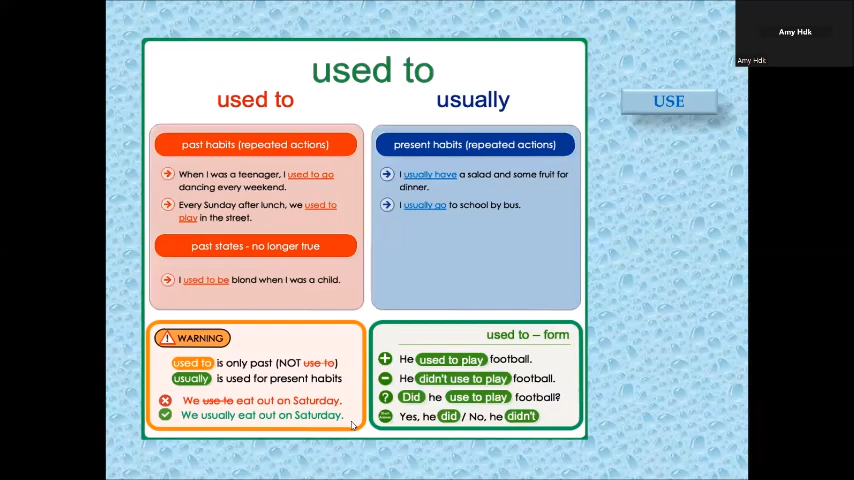 used to
used to
usually
past habits (repeated actions)
When I was a teenager, I used to go
dancing every weekend.
Every Sunday after lunch, we used to
play in the street.
past states - no longer true
I used to be blond when I was a child.
present habits (repeated actions)
I usually have a salad and some fruit for
dinner.
I usually go to school by bus.
WARNING
used to is only past (NOT use to)
usually is used for present habits
We use to eat out on Saturday.
We usually eat out on Saturday.
used to – form
He used to play football.
He didn't use to play football.
Did he use to play football?
Yes, he did / No, he didn't
USE
Amy Hdk
Amy Hdk